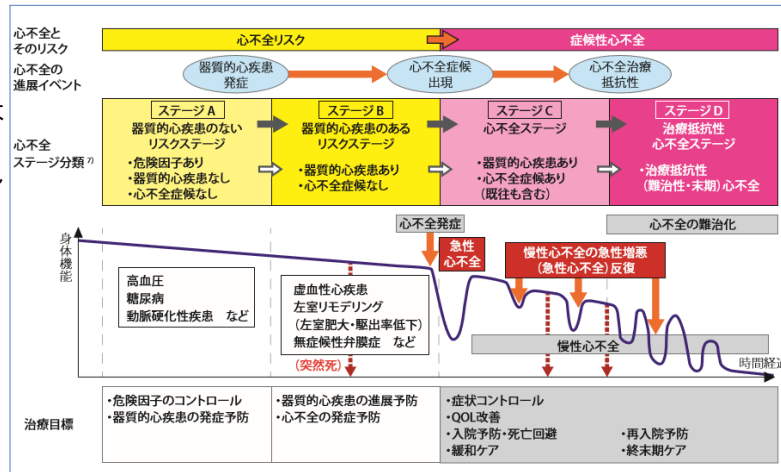 心不全と
そのリスク
心不全リスク
症候性心不全
心不全の
進展イベント
器質的心疾患
発症
心不全症候
出現
心不全治療
抵抗性
心不全
ステージ分類 7)
ステージA
器質的心疾患のない
リスクステージ
・危険因子あり
・器質的心疾患なし
・心不全症候なし
ステージB
器質的心疾患のある
リスクステージ
・器質的心疾患あり
・心不全症候なし
ステージC
心不全ステージ
・器質的心疾患あり
・心不全症候あり
(既往も含む)
ステージD
治療抵抗性
心不全ステージ
・治療抵抗性
(難治性・末期)心不全
身体機能
心不全発症
心不全の難治化
急性
心不全
慢性心不全の急性増悪
(急性心不全)反復
高血圧
糖尿病
動脈硬化性疾患 など
虚血性心疾患
左室リモデリング
(左室肥大・駆出率低下)
無症候性弁膜症 など
(突然死)
慢性心不全
時間経過
治療目標
・危険因子のコントロール
・器質的心疾患の発症予防
・器質的心疾患の進展予防
・心不全の発症予防
・症状コントロール
・QOL改善
・入院予防・死亡回避
・緩和ケア
・再入院予防
・終末期ケア